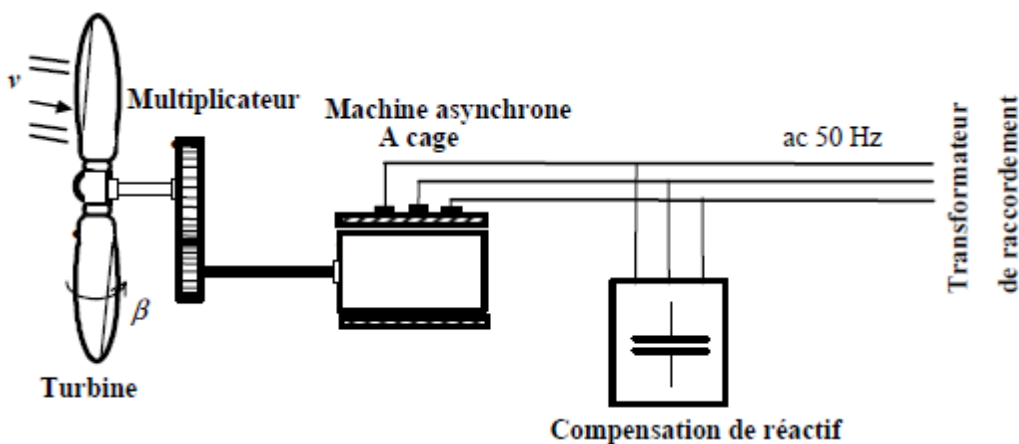 v
Multiplicateur
Machine asynchrone
A cage
ac 50 Hz
Transformateur
de raccordement
β
Turbine
Compensation de réactif